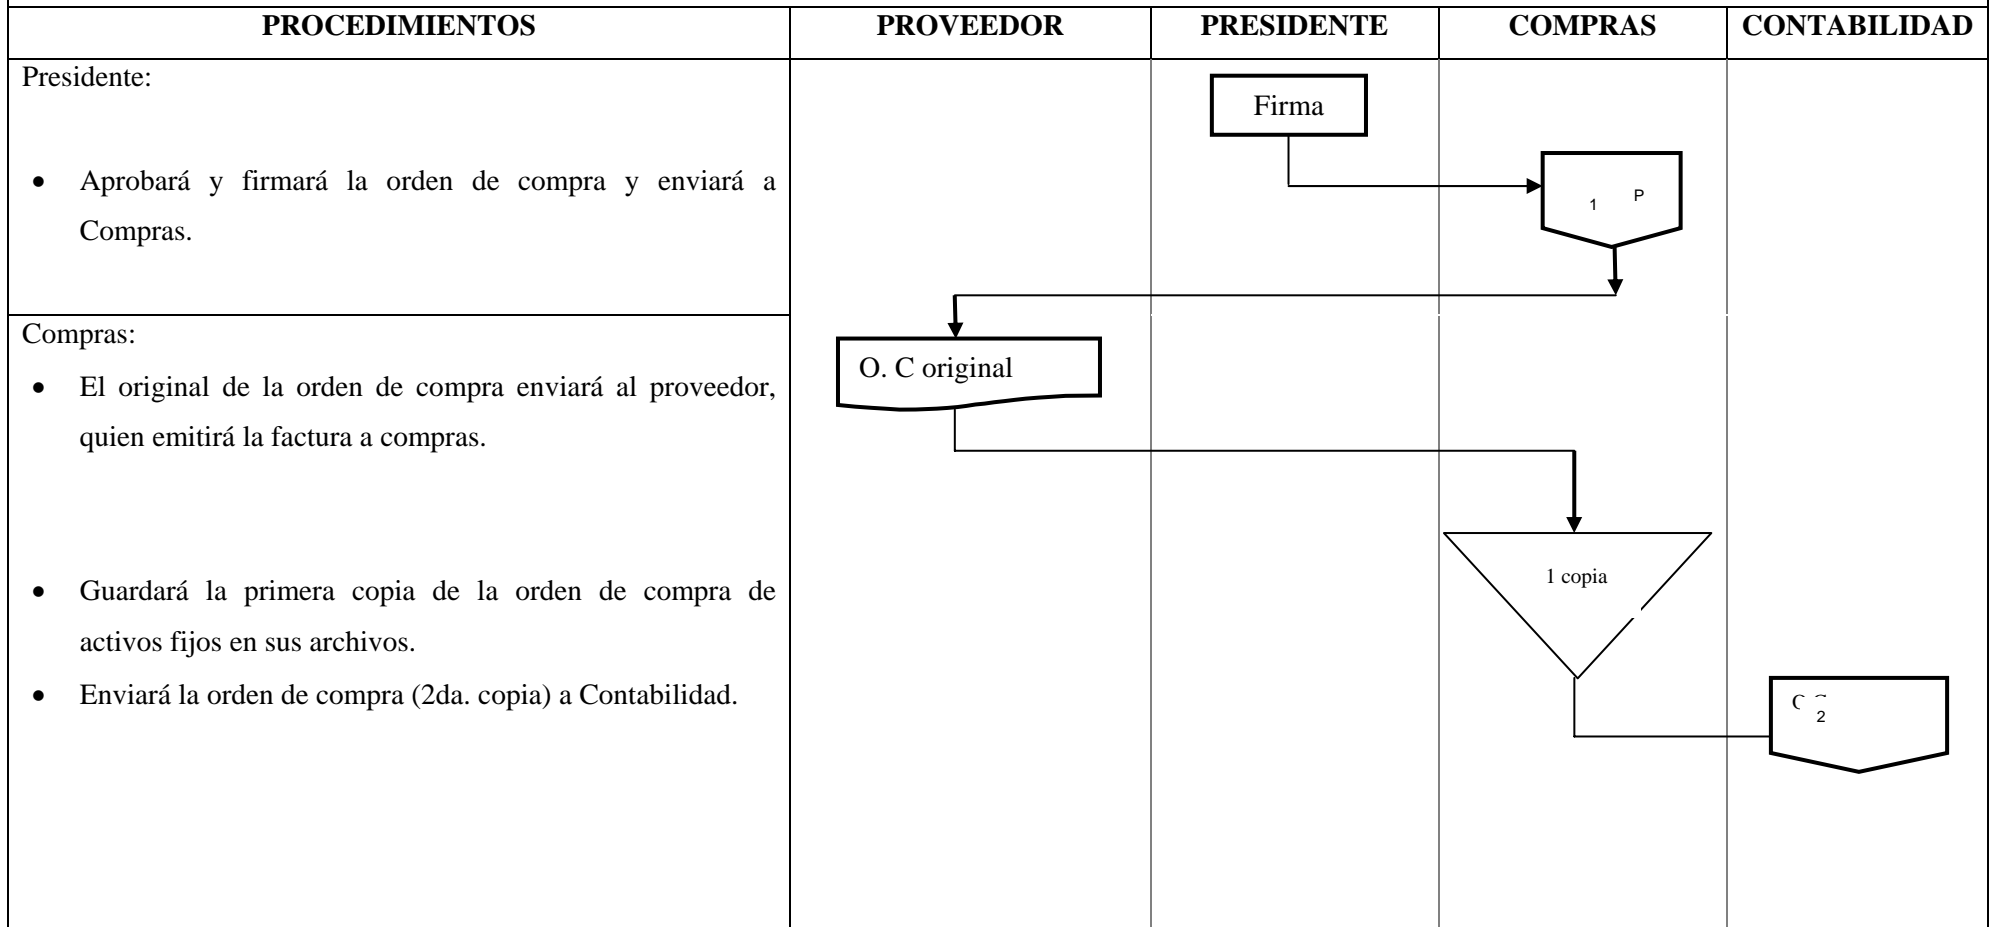 PROCEDIMIENTOS PROVEEDOR PRESIDENTE COMPRAS CONTABILIDAD
Presidente:
• Aprobará y firmará la orden de compra y enviará a
Compras.
Firma
1 P
Compras:
• El original de la orden de compra enviará al proveedor,
quien emitirá la factura a compras.
O. C original
• Guardará la primera copia de la orden de compra de
activos fijos en sus archivos.
1 copia
• Enviará la orden de compra (2da. copia) a Contabilidad.
2